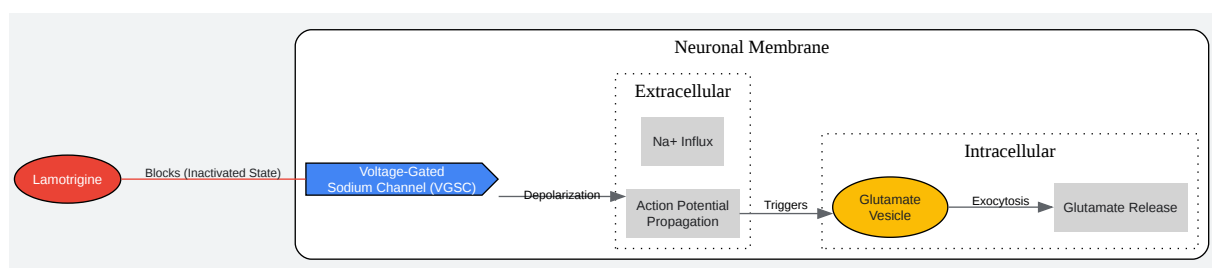 Neuronal Membrane
Extracellular
Na+ Influx
Intracellular
Lamotrigine
Blocks (Inactivated State)
Voltage-Gated
Sodium Channel (VGSC)
Depolarization
Action Potential
Propagation
Triggers
Glutamate
Vesicle
Exocytosis
Glutamate Release